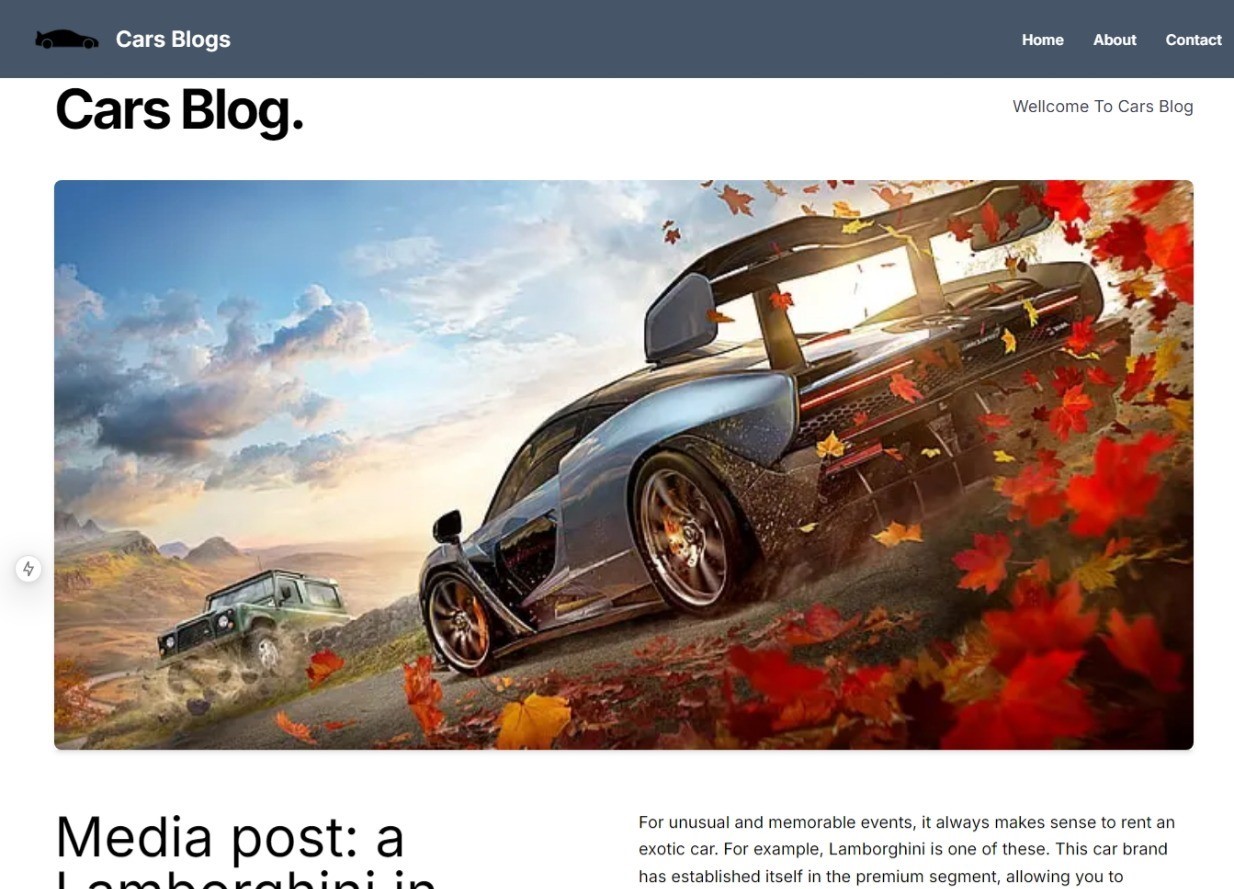 Cars Blogs
Home About Contact
Cars Blog.
Wellcome To Cars Blog
Media post: a
Lamborghini in
For unusual and memorable events, it always makes sense to rent an
exotic car. For example, Lamborghini is one of these. This car brand
has established itself in the premium segment, allowing you to